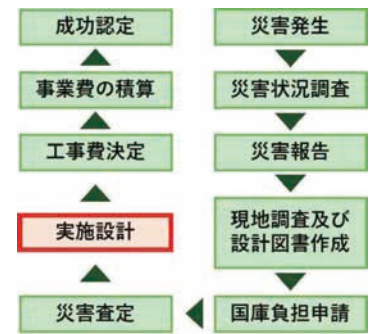 災害発生
災害状況調査
災害報告
現地調査及び
設計図書作成
国庫負担申請
災害査定
実施設計
工事費決定
事業費の積算
成功認定